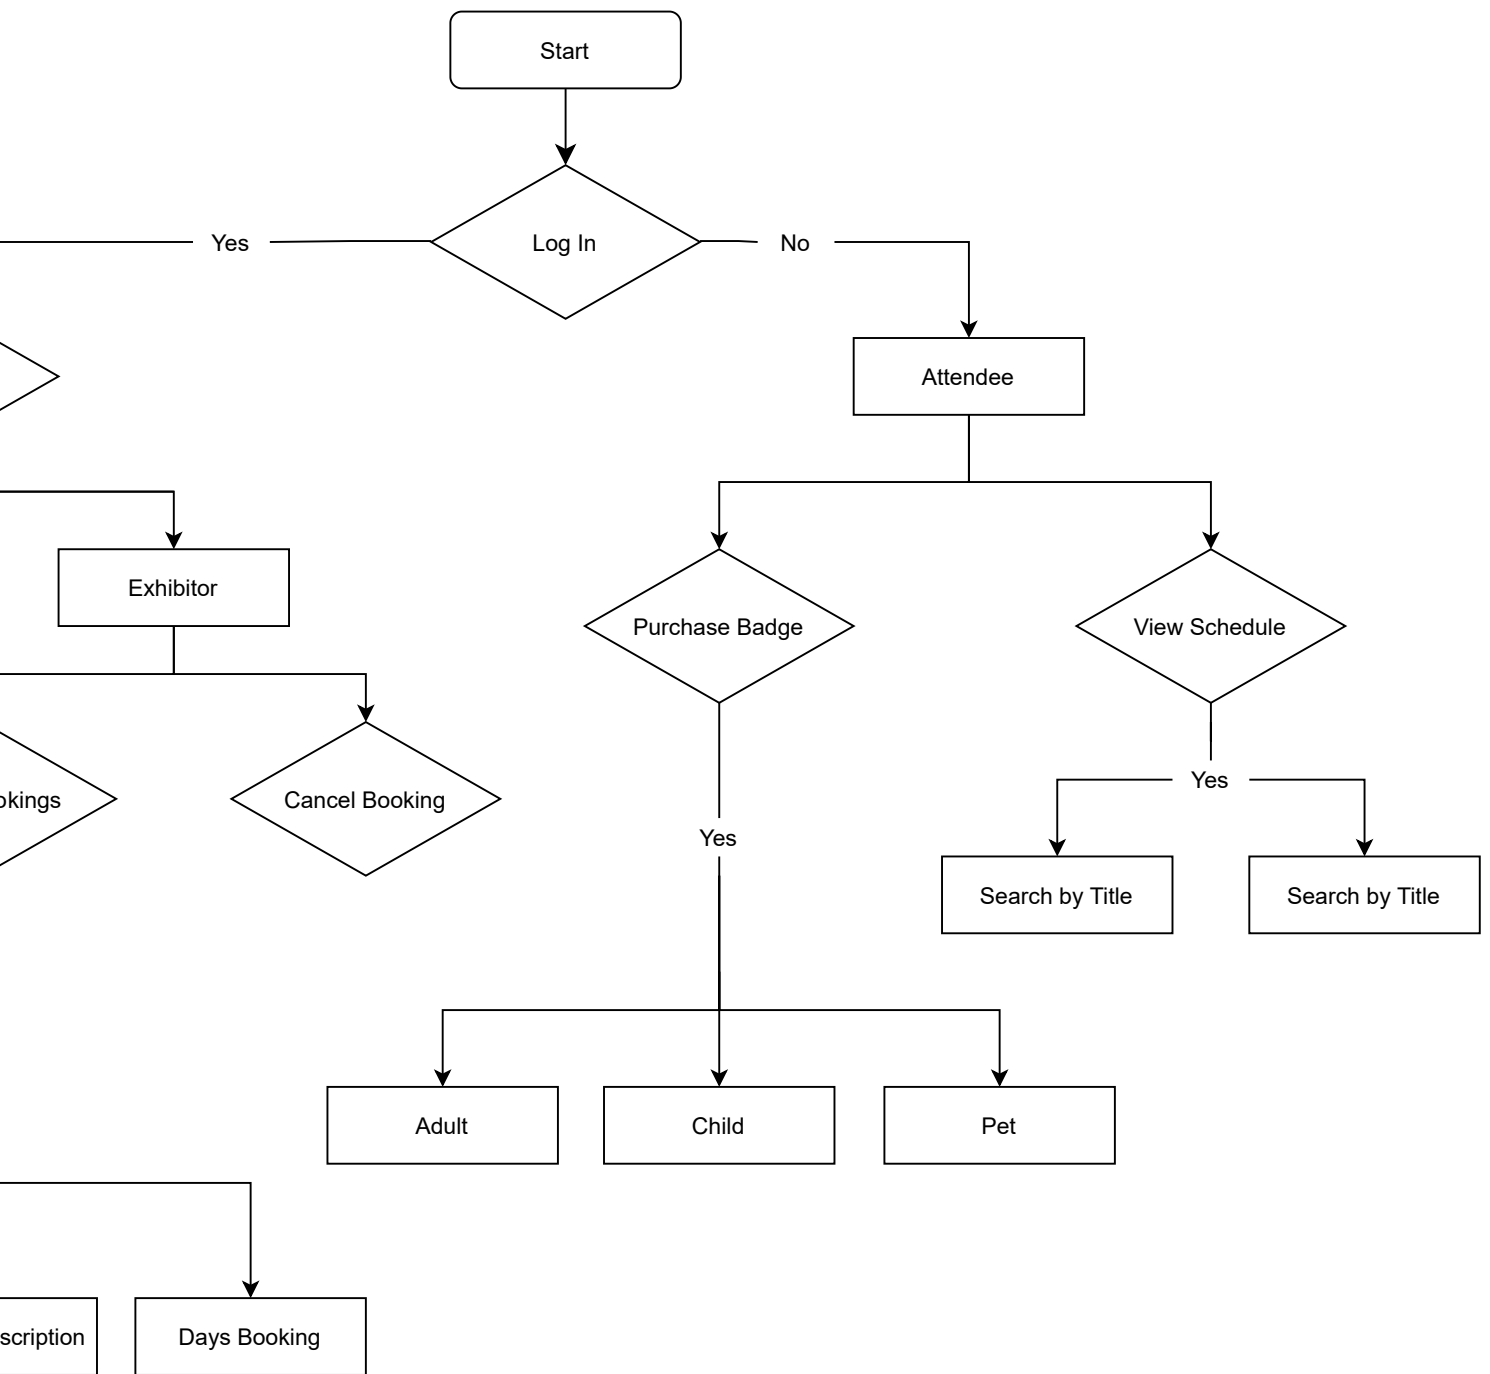 Start
Log In
Yes
No
Attendee
Exhibitor
Purchase Badge
View Schedule
Yes
Cancel Booking
Yes
Search by Title
Search by Title
Adult
Child
Pet
Days Booking